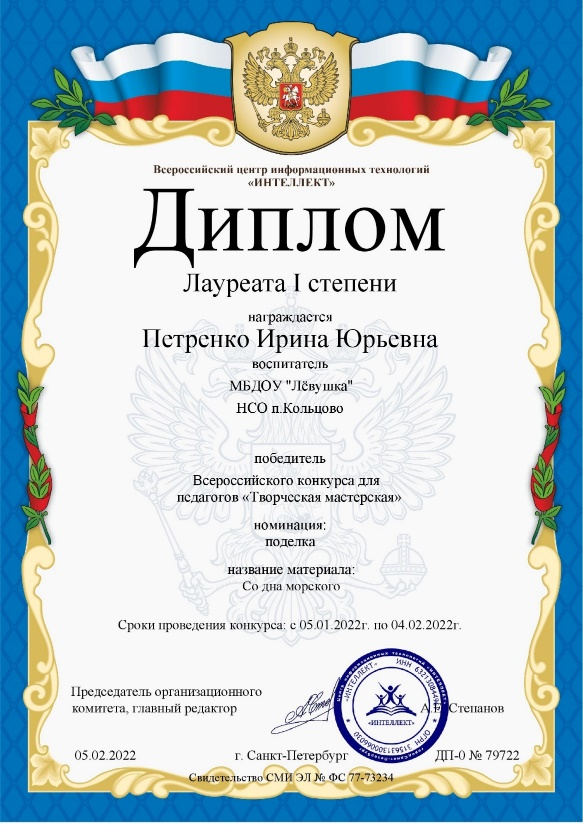 Всероссийский центр информационных технологий
«ИНТЕЛЛЕКТ»
Диплом
Лауреата I степени
награждается
Петренко Ирина Юрьевна
воспитатель
МБДОУ "Лёвушка"
НСО п.Кольцово
победитель
Всероссийского конкурса для
педагогов «Творческая мастерская»
номинация:
поделка
название материала:
Со дна морского
Сроки проведения конкурса: с 05.01.2022г. по 04.02.2022г.
Председатель организационного
комитета, главный редактор
«ИНТЕЛЛЕКТ»
ИНН
«ИНТЕЛЛЕКТ»
Степанов
05.02.2022
г. Санкт-Петербург
ДП-0 № 79722
Свидетельство СМИ ЭЛ № ФС 77-73234